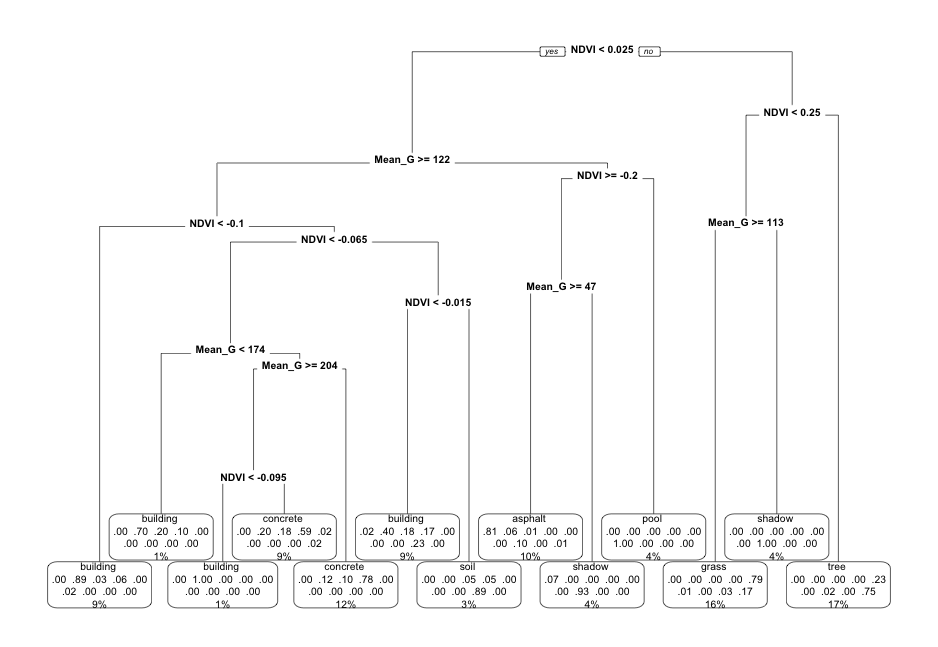 yes NDVI < 0.025 no
NDVI < 0.25
Mean_G >= 122
NDVI >= -0.2
NDVI < -0.1
Mean_G >= 113
NDVI < -0.065
Mean_G >= 47
NDVI < -0.015
Mean_G < 174
Mean_G >= 204
NDVI < -0.095
building
.00 .70 .20 .10 .00
.00 .00 .00 .00
1%
concrete
.00 .20 .18 .59 .02
.00 .00 .00 .02
9%
building
.02 .40 .18 .17 .00
.00 .00 .23 .00
9%
asphalt
.81 .06 .01 .00 .00
.00 .10 .00 .01
10%
pool
.00 .00 .00 .00 .00
1.00 .00 .00 .00
4%
shadow
.00 .00 .00 .00 .00
.00 1.00 .00 .00
4%
building
.00 .89 .03 .06 .00
.02 .00 .00 .00
9%
building
.00 1.00 .00 .00 .00
.00 .00 .00 .00
1%
concrete
.00 .12 .10 .78 .00
.00 .00 .00 .00
12%
soil
.00 .00 .05 .05 .00
.00 .00 .89 .00
3%
shadow
.07 .00 .00 .00 .00
.00 .93 .00 .00
4%
grass
.00 .00 .00 .00 .79
.01 .00 .03 .17
16%
tree
.00 .00 .00 .00 .23
.00 .02 .00 .75
17%